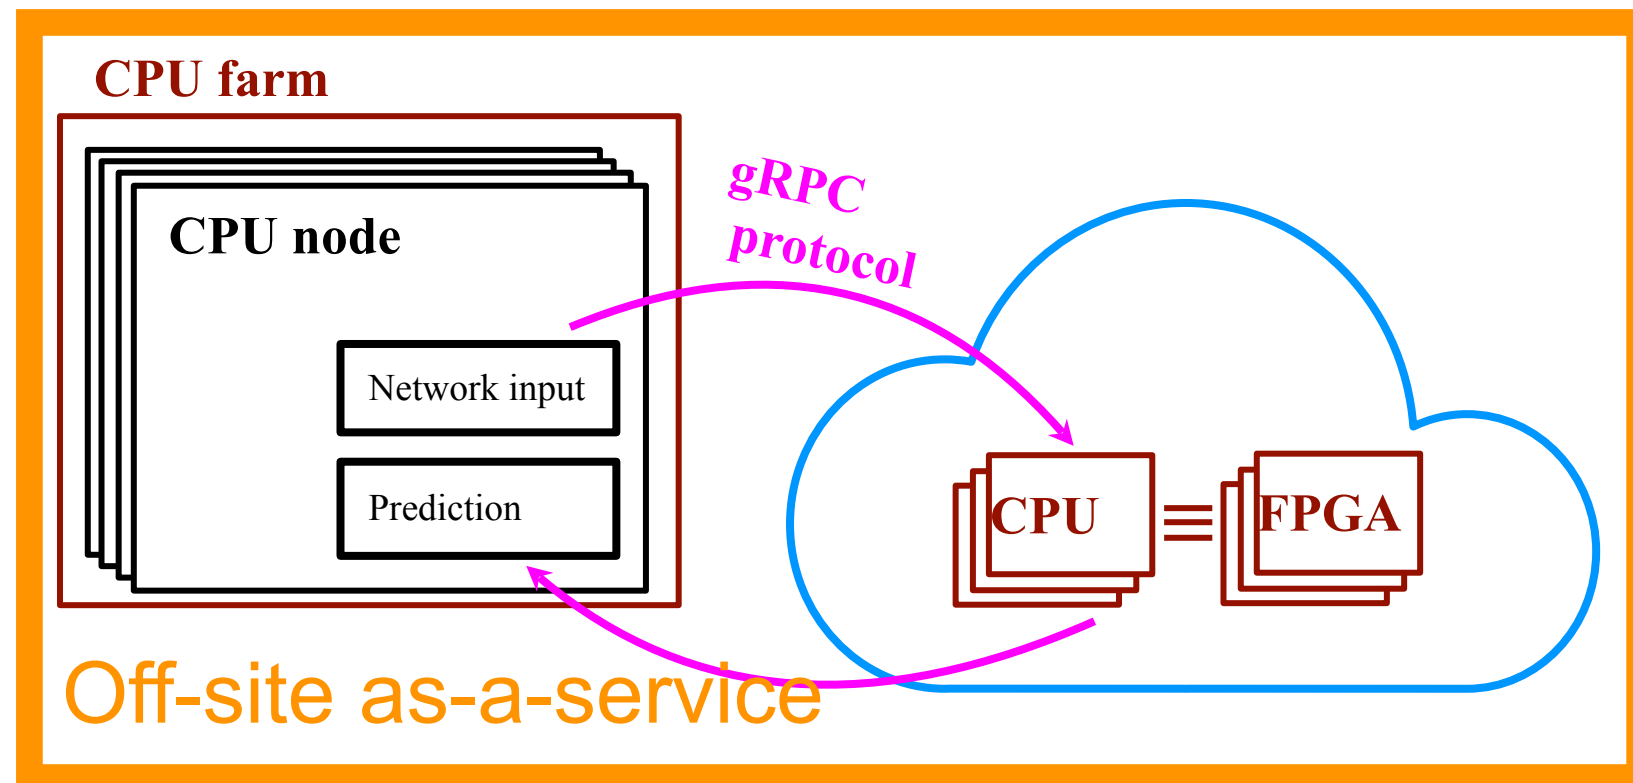 CPU farm
CPU node
gRPC
protocol
Network input
Prediction
CPU
FPGA
Off-site as-a-service